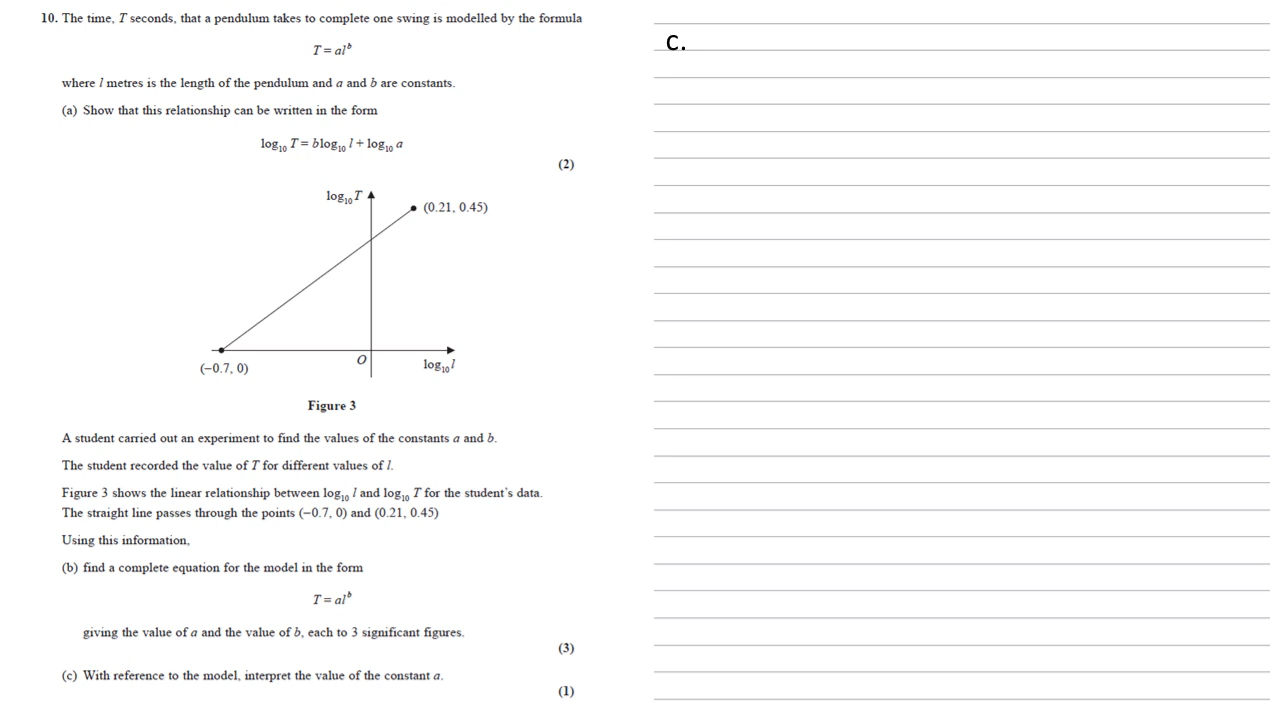 10. The time, T seconds, that a pendulum takes to complete one swing is modelled by the formula
T = al^b
where l metres is the length of the pendulum and a and b are constants.
(a) Show that this relationship can be written in the form
log₁₀ T = b log₁₀ l + log₁₀ a
(2)
log₁₀ T
(0.21, 0.45)
O
(−0.7, 0)
log₁₀ l
Figure 3
A student carried out an experiment to find the values of the constants a and b.
The student recorded the value of T for different values of l.
Figure 3 shows the linear relationship between log₁₀ l and log₁₀ T for the student's data.
The straight line passes through the points (−0.7, 0) and (0.21, 0.45)
Using this information,
(b) find a complete equation for the model in the form
T = al^b
giving the value of a and the value of b, each to 3 significant figures.
(3)
(c) With reference to the model, interpret the value of the constant a.
(1)
c.